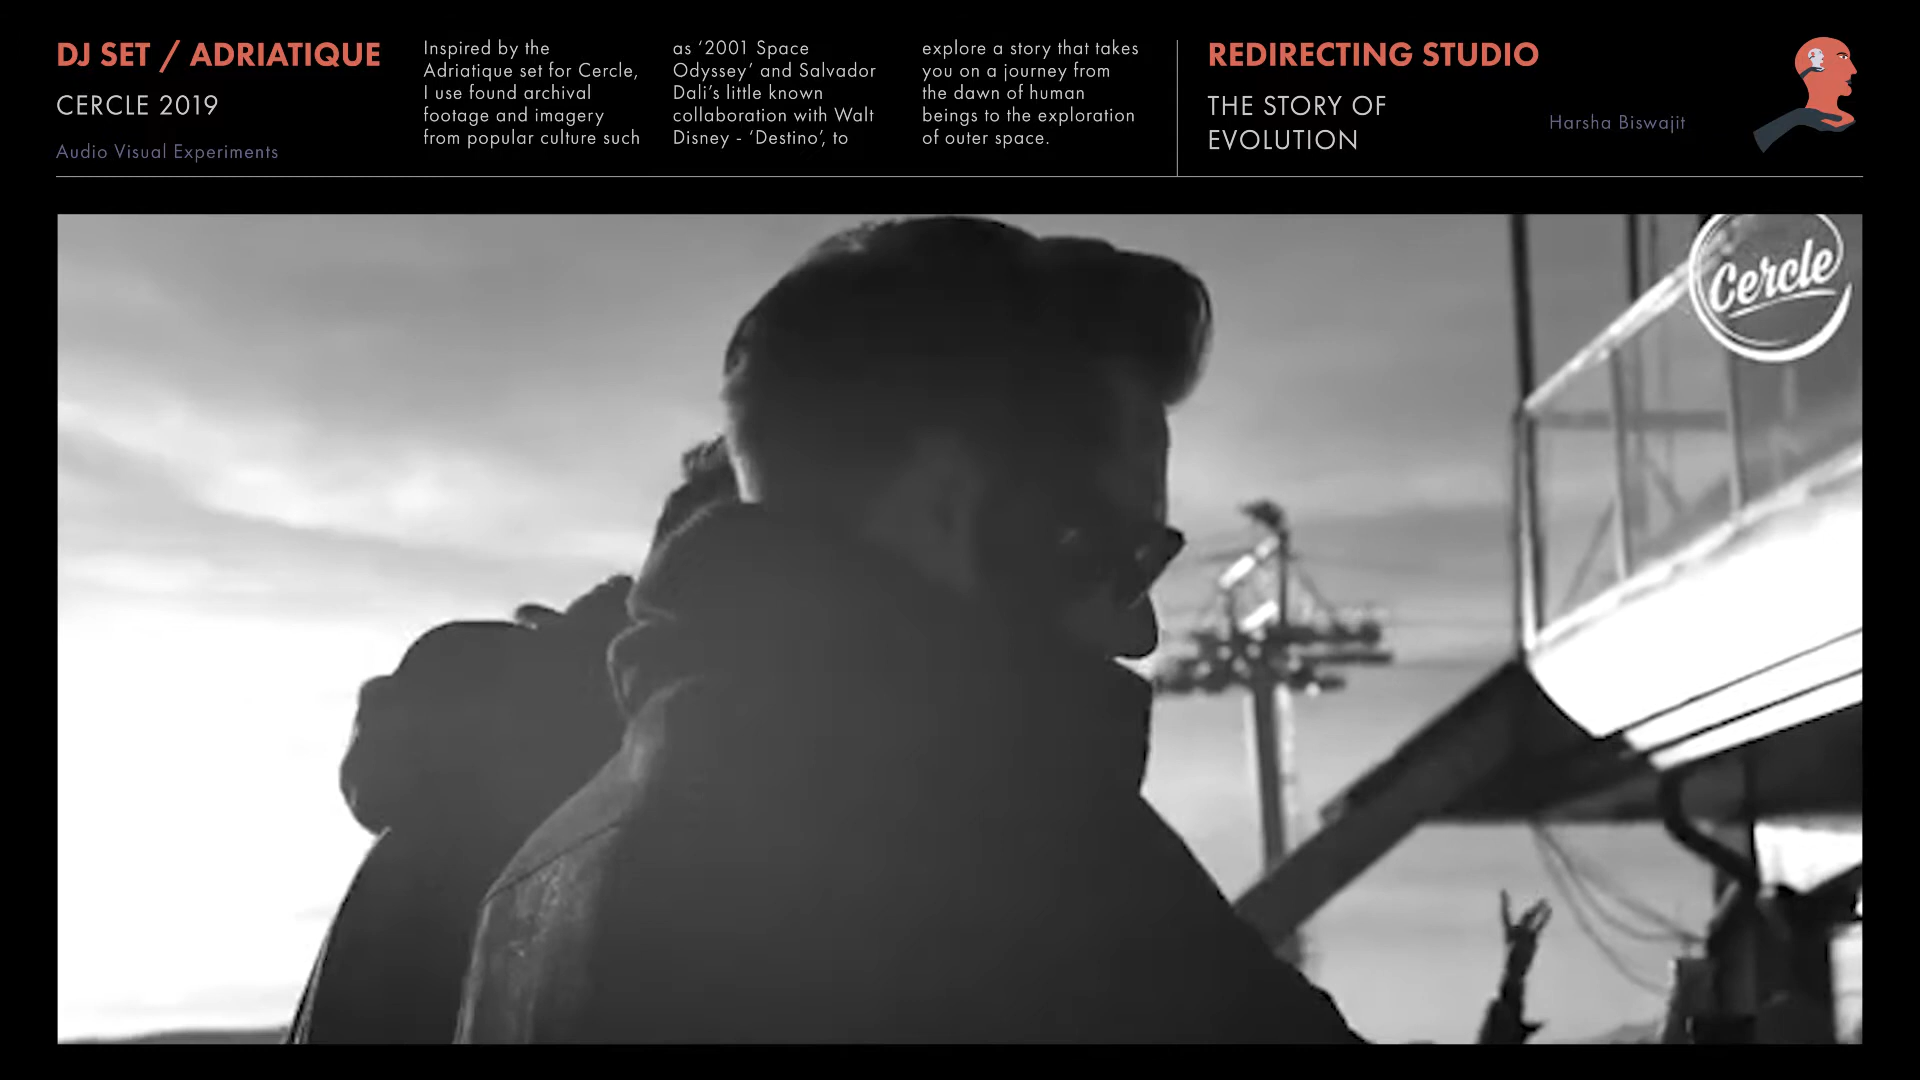 DJ SET / ADRIATIQUE
CERCLE 2019
Audio Visual Experiments
Inspired by the
Adriatique set for Cercle,
I use found archival
footage and imagery
from popular culture such
as ‘2001 Space
Odyssey’ and Salvador
Dali’s little known
collaboration with Walt
Disney - ‘Destino’, to
explore a story that takes
you on a journey from
the dawn of human
beings to the exploration
of outer space.
REDIRECTING STUDIO
THE STORY OF
EVOLUTION
Harsha Biswajit
Cercle